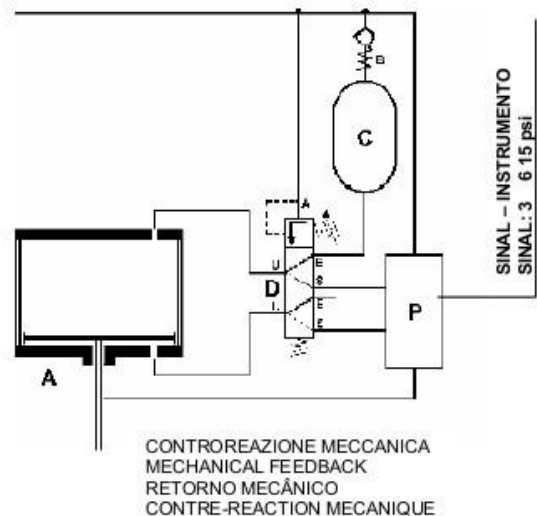 B
C
SINAL – INSTRUMENTO
SINAL: 3 6 15 psi
A
U
E
D
S
P
L
E
E
A
CONTROREAZIONE MECCANICA
MECHANICAL FEEDBACK
RETORNO MECÂNICO
CONTRE-REACTION MECANIQUE